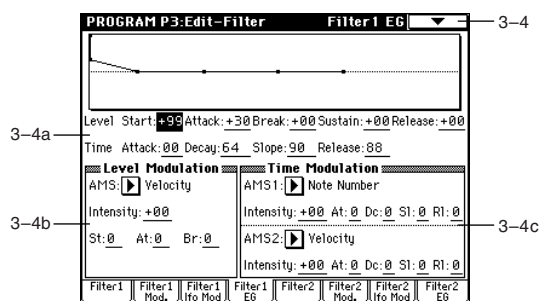 PROGRAM P3:Edit-Filter Filter1 EG
3–4
Level Start:+99 Attack:+30 Break:+00 Sustain:+00 Release:+00
3–4a
Time Attack:00 Decay:64 Slope:90 Release:88
Level Modulation
Time Modulation
AMS: Velocity
AMS1: Note Number
Intensity:+00
Intensity:+00 At:0 Dc:0 Sl:0 Rl:0
3–4b
3–4c
St:0 At:0 Br:0
AMS2: Velocity
Intensity:+00 At:0 Dc:0 Sl:0 Rl:0
Filter1 Filter1 Mod. Filter1 lfo Mod Filter1 EG Filter2 Filter2 Mod. Filter2 lfo Mod Filter2 EG